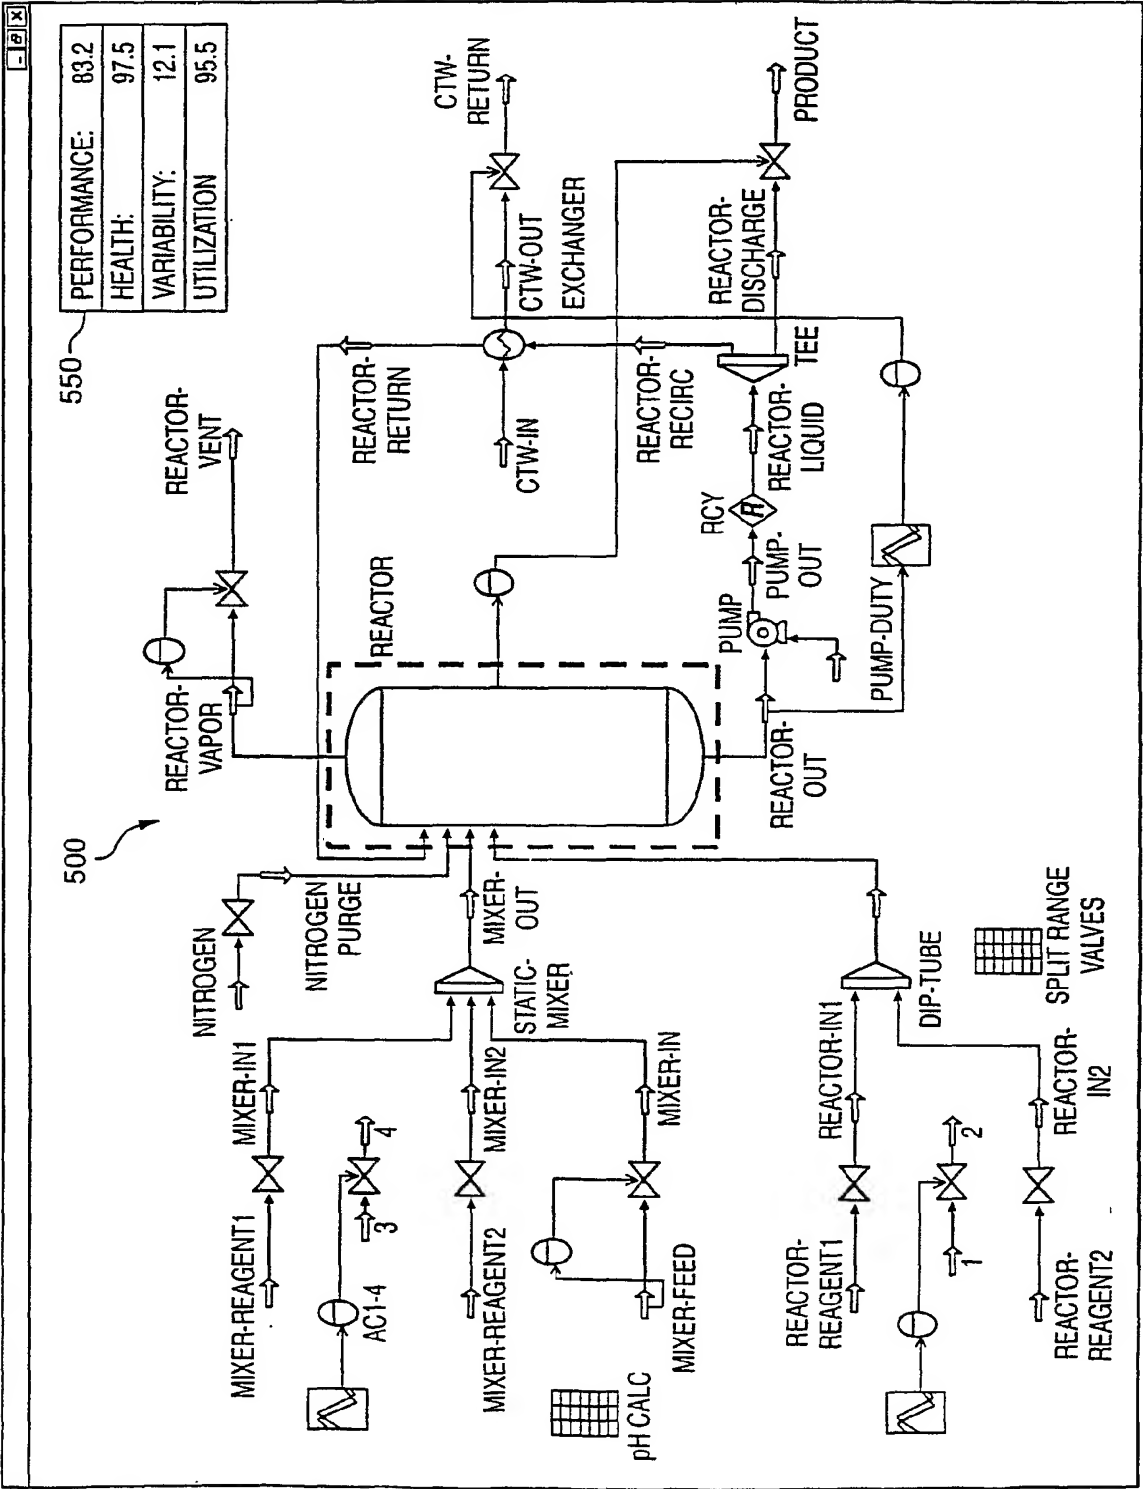 550
PERFORMANCE: 83.2
HEALTH: 97.5
VARIABILITY: 12.1
UTILIZATION 95.5
500
REACTOR-
VENT
REACTOR-
VAPOR
NITROGEN
NITROGEN
PURGE
REACTOR
REACTOR-
RETURN
CTW-
RETURN
CTW-IN
CTW-OUT
EXCHANGER
MIXER-REAGENT1
MIXER-IN1
AC1-4
3
4
MIXER-REAGENT2
MIXER-IN2
STATIC-
MIXER
MIXER-
OUT
MIXER-FEED
MIXER-IN
pH CALC
REACTOR-
RECIRC
REACTOR-
DISCHARGE
PRODUCT
RCY
R
PUMP
PUMP-
OUT
REACTOR-
LIQUID
TEE
REACTOR-
OUT
PUMP-DUTY
REACTOR-
REAGENT1
REACTOR-IN1
DIP-TUBE
1
2
REACTOR-
REAGENT2
REACTOR-
IN2
SPLIT RANGE
VALVES